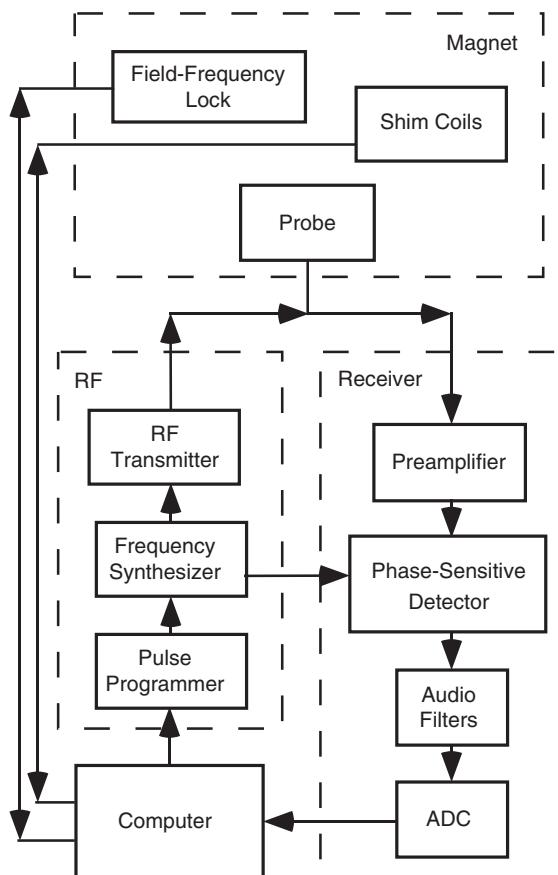 Magnet
Field-Frequency
Lock
Shim Coils
Probe
RF
RF
Transmitter
Frequency
Synthesizer
Pulse
Programmer
Computer
Receiver
Preamplifier
Phase-Sensitive
Detector
Audio
Filters
ADC